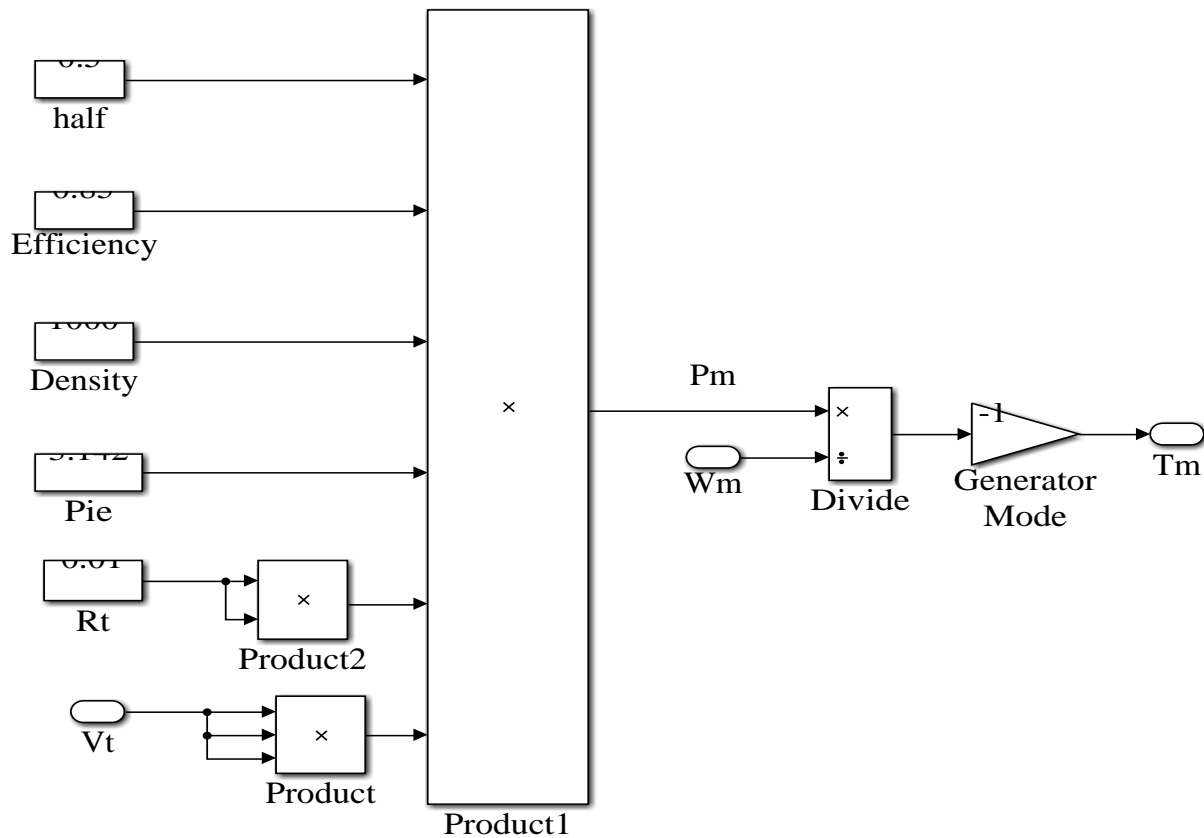 half
Efficiency
Density
Pie
Rt
Product2
Vt
Product
×
×
×
Product1
Pm
Wm
×
÷
Divide
-1
Generator
Mode
Tm